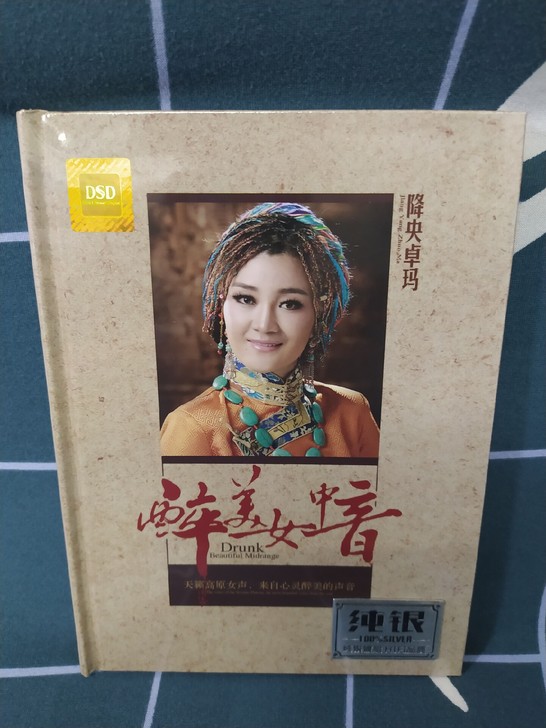 DSD
降央卓玛
Jiang Yang Zhuo Ma
醉美女中音
Drunk
Beautiful Midrange
天籁高原女声，来自心灵醉美的声音
纯银
100%SILVER